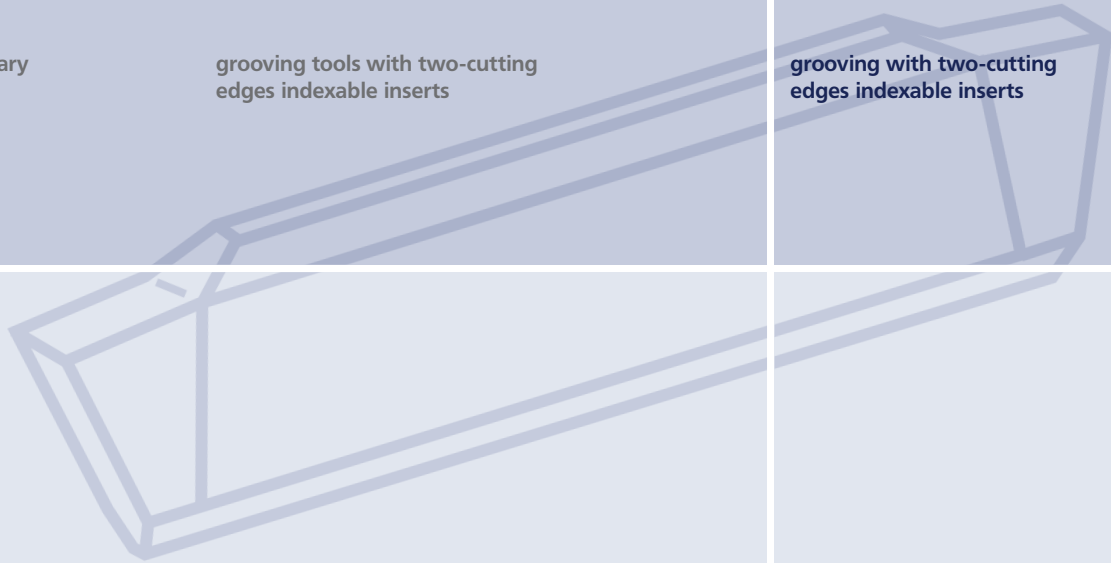 ary
grooving tools with two-cutting
edges indexable inserts
grooving with two-cutting
edges indexable inserts